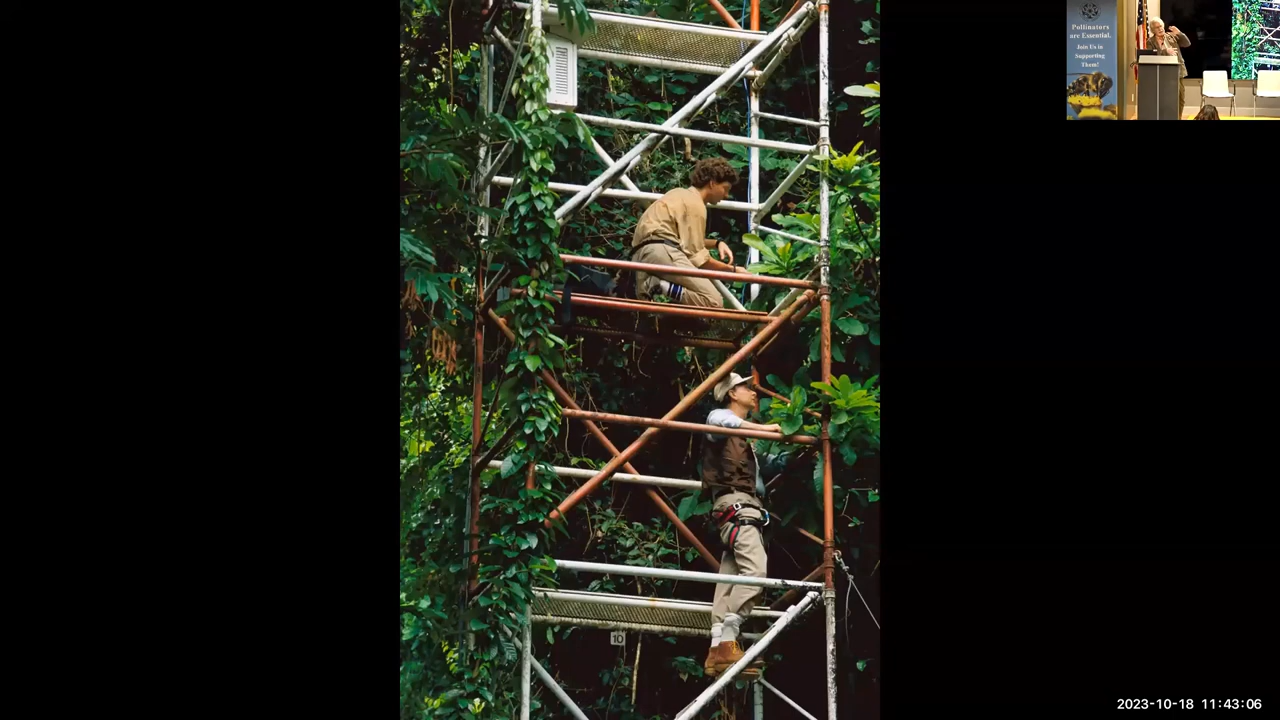 Pollinators
are Essential.
Join Us in
Supporting
Them!
10
2023-10-18 11:43:06